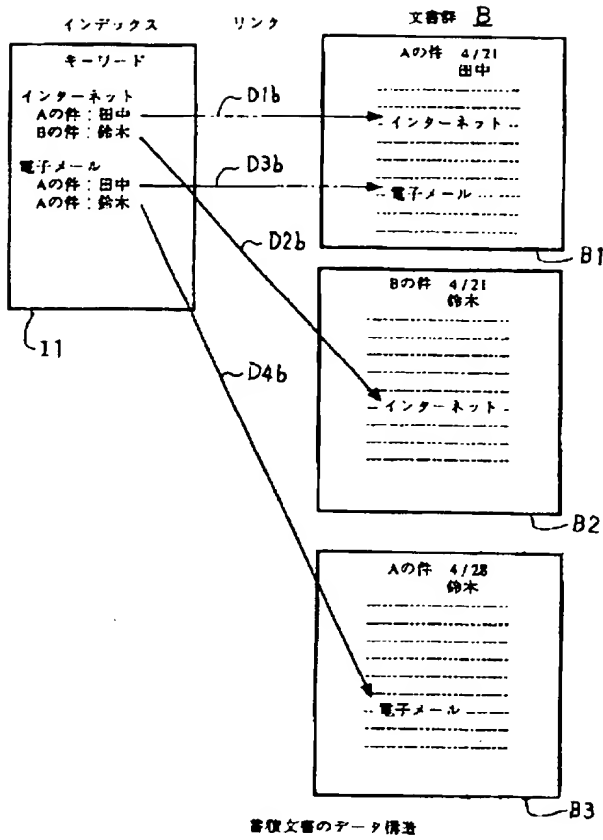 インデックス リンク 文書群 B
キーワード
インターネット
Aの件：田中
Bの件：鈴木
電子メール
Aの件：田中
Aの件：鈴木
I1
D1b
D3b
D2b
D4b
Aの件 4/21
田中
インターネット
電子メール
B1
Bの件 4/21
鈴木
インターネット
B2
Aの件 4/28
鈴木
電子メール
B3
蓄積文書のデータ構造